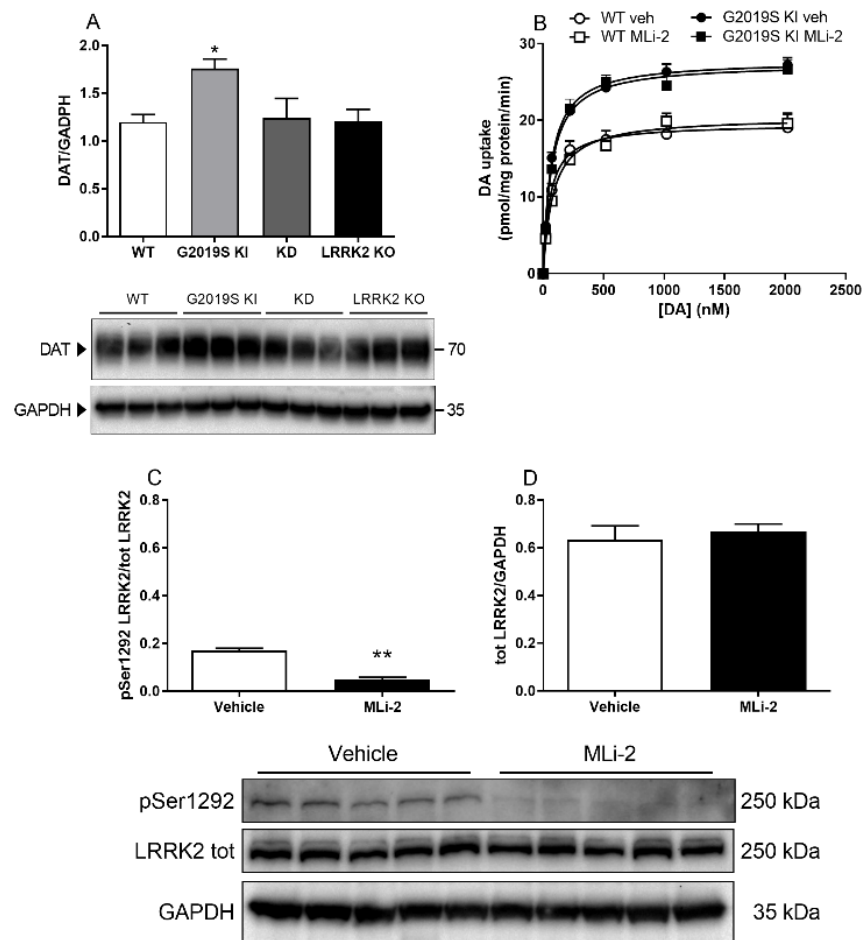 A
DAT/GADPH
2.0
1.5
1.0
0.5
0.0
*
WT G2019S KI KD LRRK2 KO
WT G2019S KI KD LRRK2 KO
DAT 70
GAPDH 35
B
WT veh G2019S KI veh
WT MLi-2 G2019S KI MLi-2
DA uptake
(pmol/mg protein/min)
30
20
10
0
0 500 1000 1500 2000 2500
[DA] (nM)
C
pSer1292 LRRK2/tot LRRK2
0.8
0.6
0.4
0.2
0.0
**
Vehicle MLi-2
D
tot LRRK2/GAPDH
0.8
0.6
0.4
0.2
0.0
Vehicle MLi-2
Vehicle MLi-2
pSer1292 250 kDa
LRRK2 tot 250 kDa
GAPDH 35 kDa